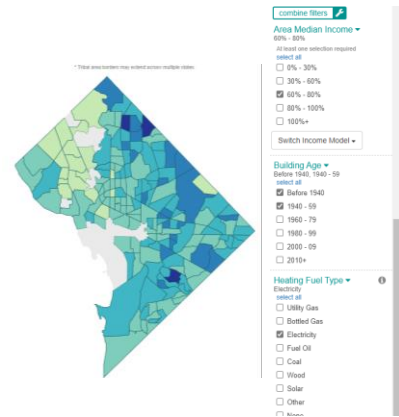 combine filters
Area Median Income
60% - 80%
At least one selection required
select all
0% - 30%
30% - 60%
60% - 80%
80% - 100%
100%+
Switch Income Model
Building Age
Before 1940, 1940 - 59
select all
Before 1940
1940 - 59
1960 - 79
1980 - 99
2000 - 09
2010+
Heating Fuel Type
Electricity
select all
Utility Gas
Bottled Gas
Electricity
Fuel Oil
Coal
Wood
Solar
Other
None
* Tribal area borders may extend across multiple states.